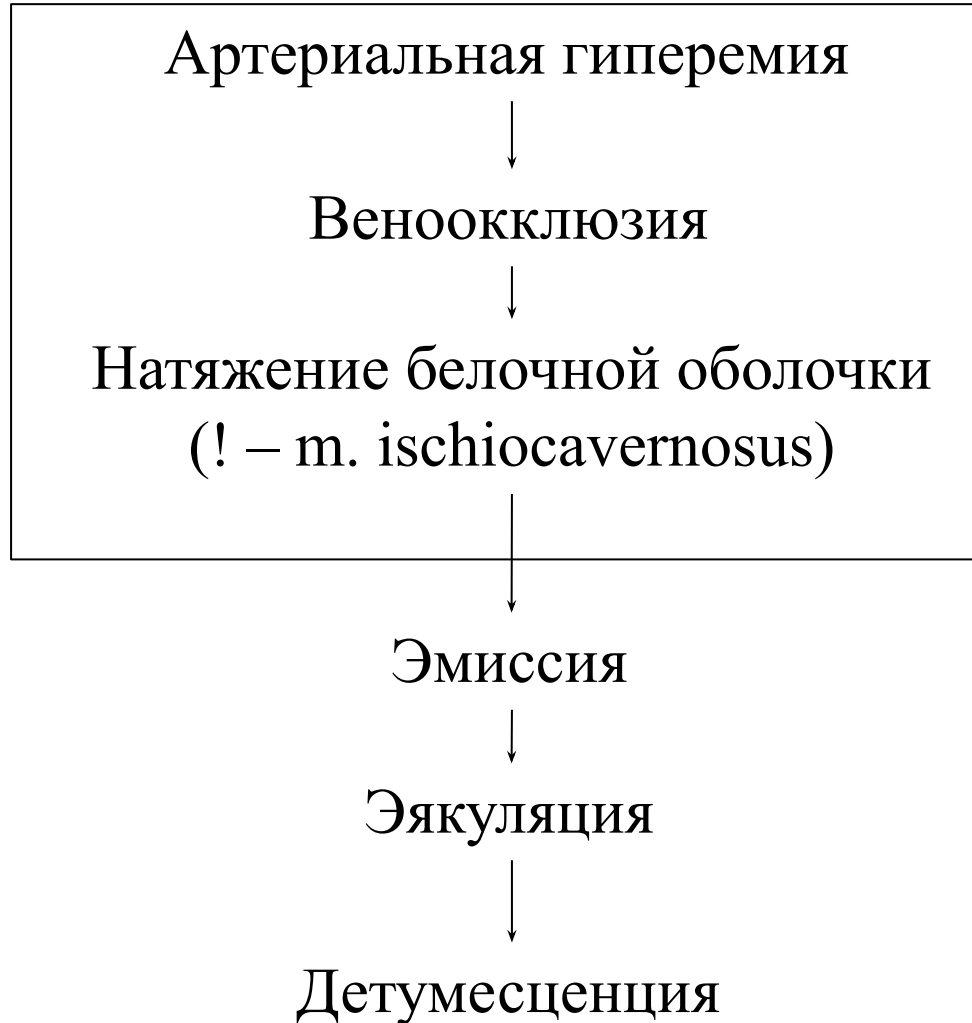 Артериальная гиперемия
Веноокклюзия
Натяжение белочной оболочки
(! – m. ischiocavernosus)
Эмиссия
Эякуляция
Детумесценция